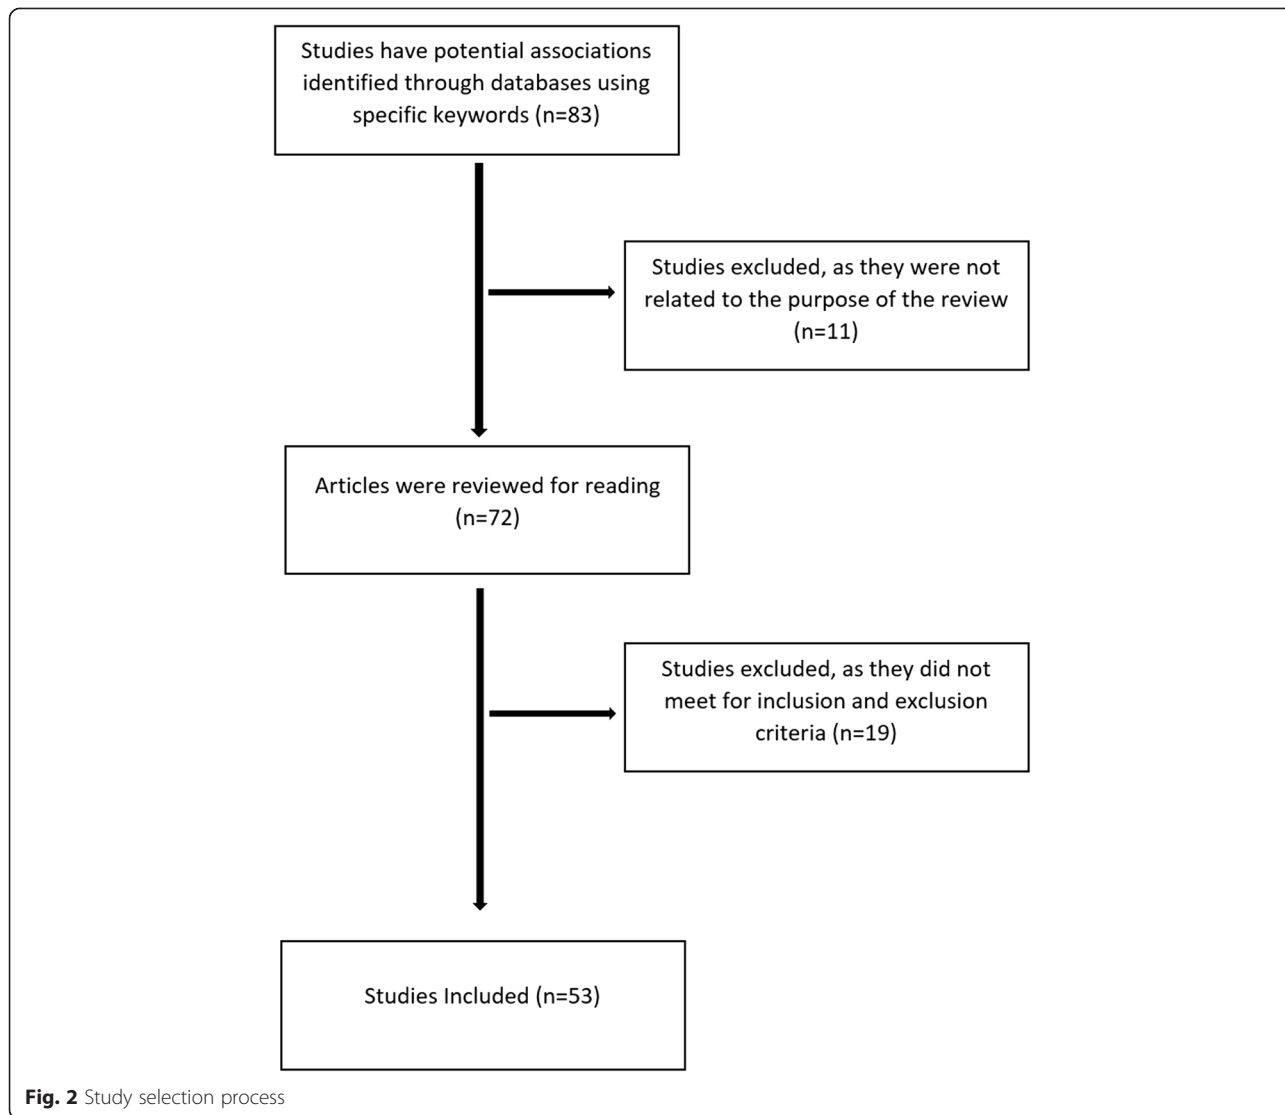 Studies have potential associations
identified through databases using
specific keywords (n=83)
Studies excluded, as they were not
related to the purpose of the review
(n=11)
Articles were reviewed for reading
(n=72)
Studies excluded, as they did not
meet for inclusion and exclusion
criteria (n=19)
Studies Included (n=53)
Fig. 2 Study selection process